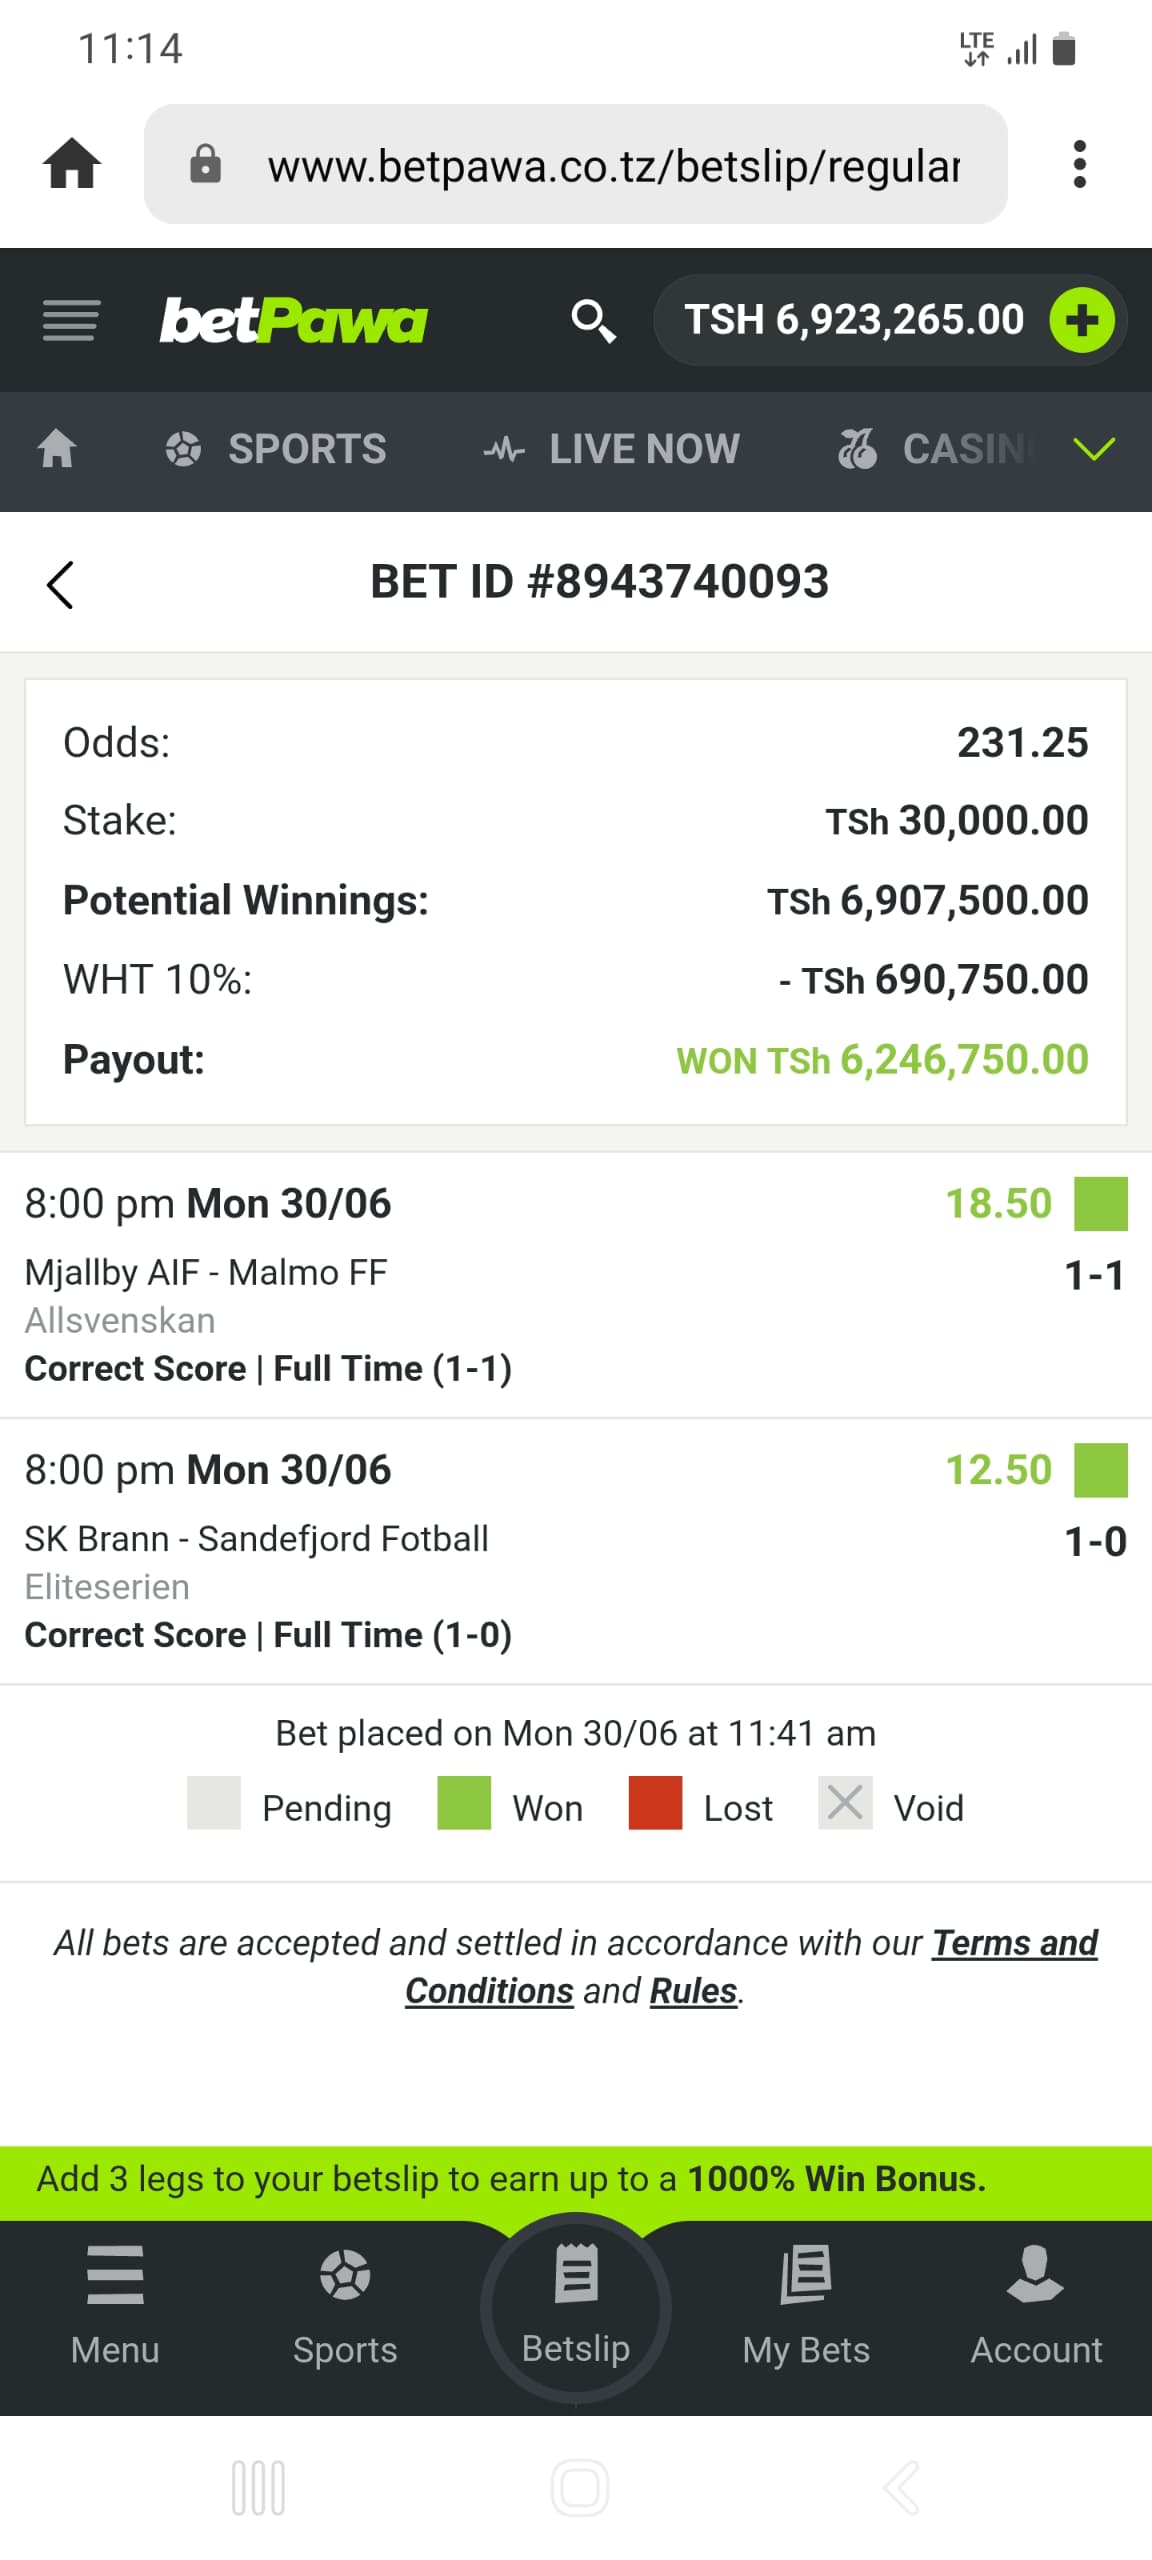 11:14 LTE
www.betpawa.co.tz/betslip/regular
betPawa TSH 6,923,265.00
SPORTS LIVE NOW CASIN
BET ID #8943740093
Odds: 231.25
Stake: TSh 30,000.00
Potential Winnings: TSh 6,907,500.00
WHT 10%: - TSh 690,750.00
Payout: WON TSh 6,246,750.00
8:00 pm Mon 30/06 18.50
Mjallby AIF - Malmo FF 1-1
Allsvenskan
Correct Score | Full Time (1-1)
8:00 pm Mon 30/06 12.50
SK Brann - Sandefjord Fotball 1-0
Eliteserien
Correct Score | Full Time (1-0)
Bet placed on Mon 30/06 at 11:41 am
Pending Won Lost Void
All bets are accepted and settled in accordance with our Terms and
Conditions and Rules.
Add 3 legs to your betslip to earn up to a 1000% Win Bonus.
Menu Sports Betslip My Bets Account